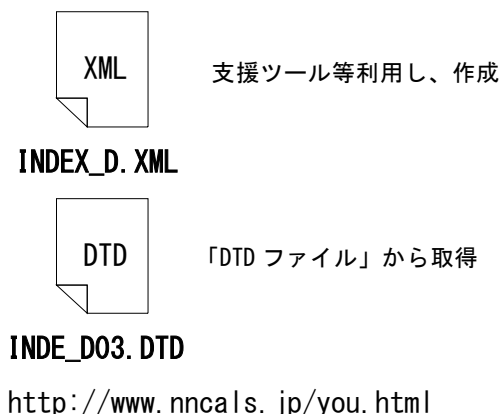 XML
支援ツール等利用し、作成
INDEX_D.XML
DTD
「DTD ファイル」から取得
INDE_D03.DTD
http://www.nncals.jp/you.html